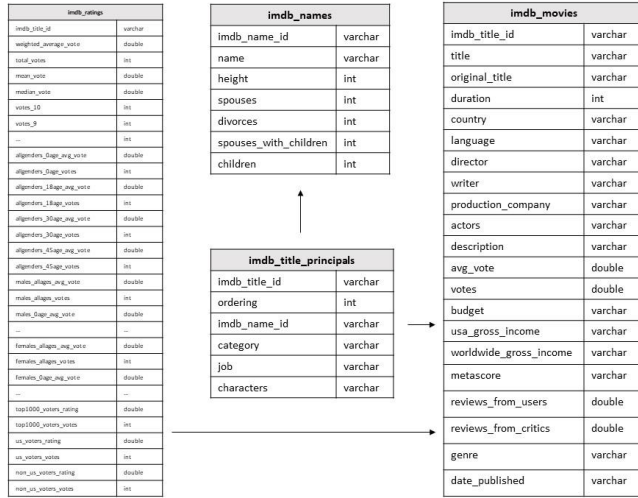 imdb_ratings
imdb_title_id varchar
weighted_average_vote double
total_votes int
mean_vote double
median_vote double
votes_10 int
votes_9 int
... int
allgenders_0age_avg_vote double
allgenders_0age_votes int
allgenders_18age_avg_vote double
allgenders_18age_votes int
allgenders_30age_avg_vote double
allgenders_30age_votes int
allgenders_45age_avg_vote double
allgenders_45age_votes int
males_allages_avg_vote double
males_allages_votes int
males_0age_avg_vote double
... ...
females_allages_avg_vote double
females_allages_votes int
females_0age_avg_vote double
... ...
top1000_voters_rating double
top1000_voters_votes int
us_voters_rating double
us_voters_votes int
non_us_voters_rating double
non_us_voters_votes int
imdb_names
imdb_name_id varchar
name varchar
height int
spouses int
divorces int
spouses_with_children int
children int
imdb_title_principals
imdb_title_id varchar
ordering int
imdb_name_id varchar
category varchar
job varchar
characters varchar
imdb_movies
imdb_title_id varchar
title varchar
original_title varchar
duration int
country varchar
language varchar
director varchar
writer varchar
production_company varchar
actors varchar
description varchar
avg_vote double
votes double
budget varchar
usa_gross_income varchar
worldwide_gross_income varchar
metascore varchar
reviews_from_users double
reviews_from_critics double
genre varchar
date_published varchar